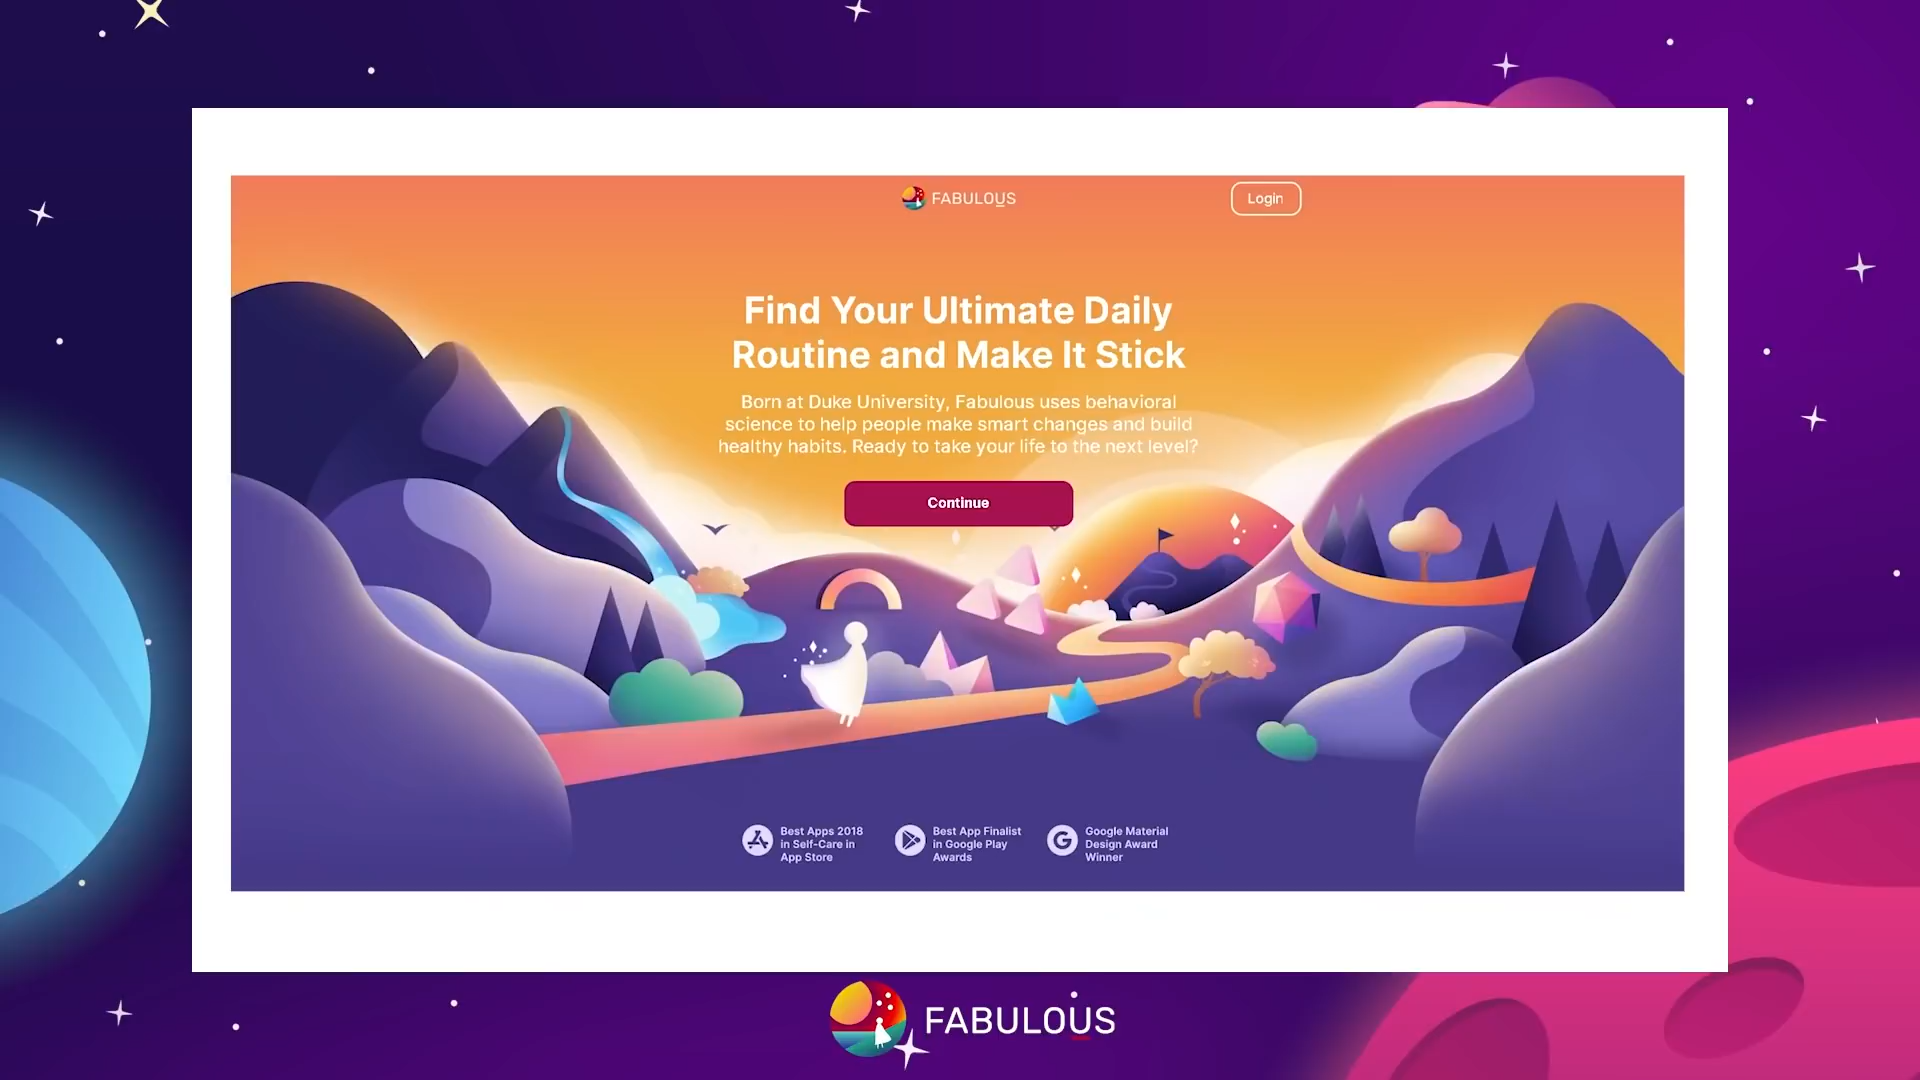 FABULOUS
Login
Find Your Ultimate Daily
Routine and Make It Stick
Born at Duke University, Fabulous uses behavioral
science to help people make smart changes and build
healthy habits. Ready to take your life to the next level?
Continue
Best Apps 2018
in Self-Care in
App Store
Best App Finalist
in Google Play
Awards
Google Material
Design Award
Winner
FABULOUS